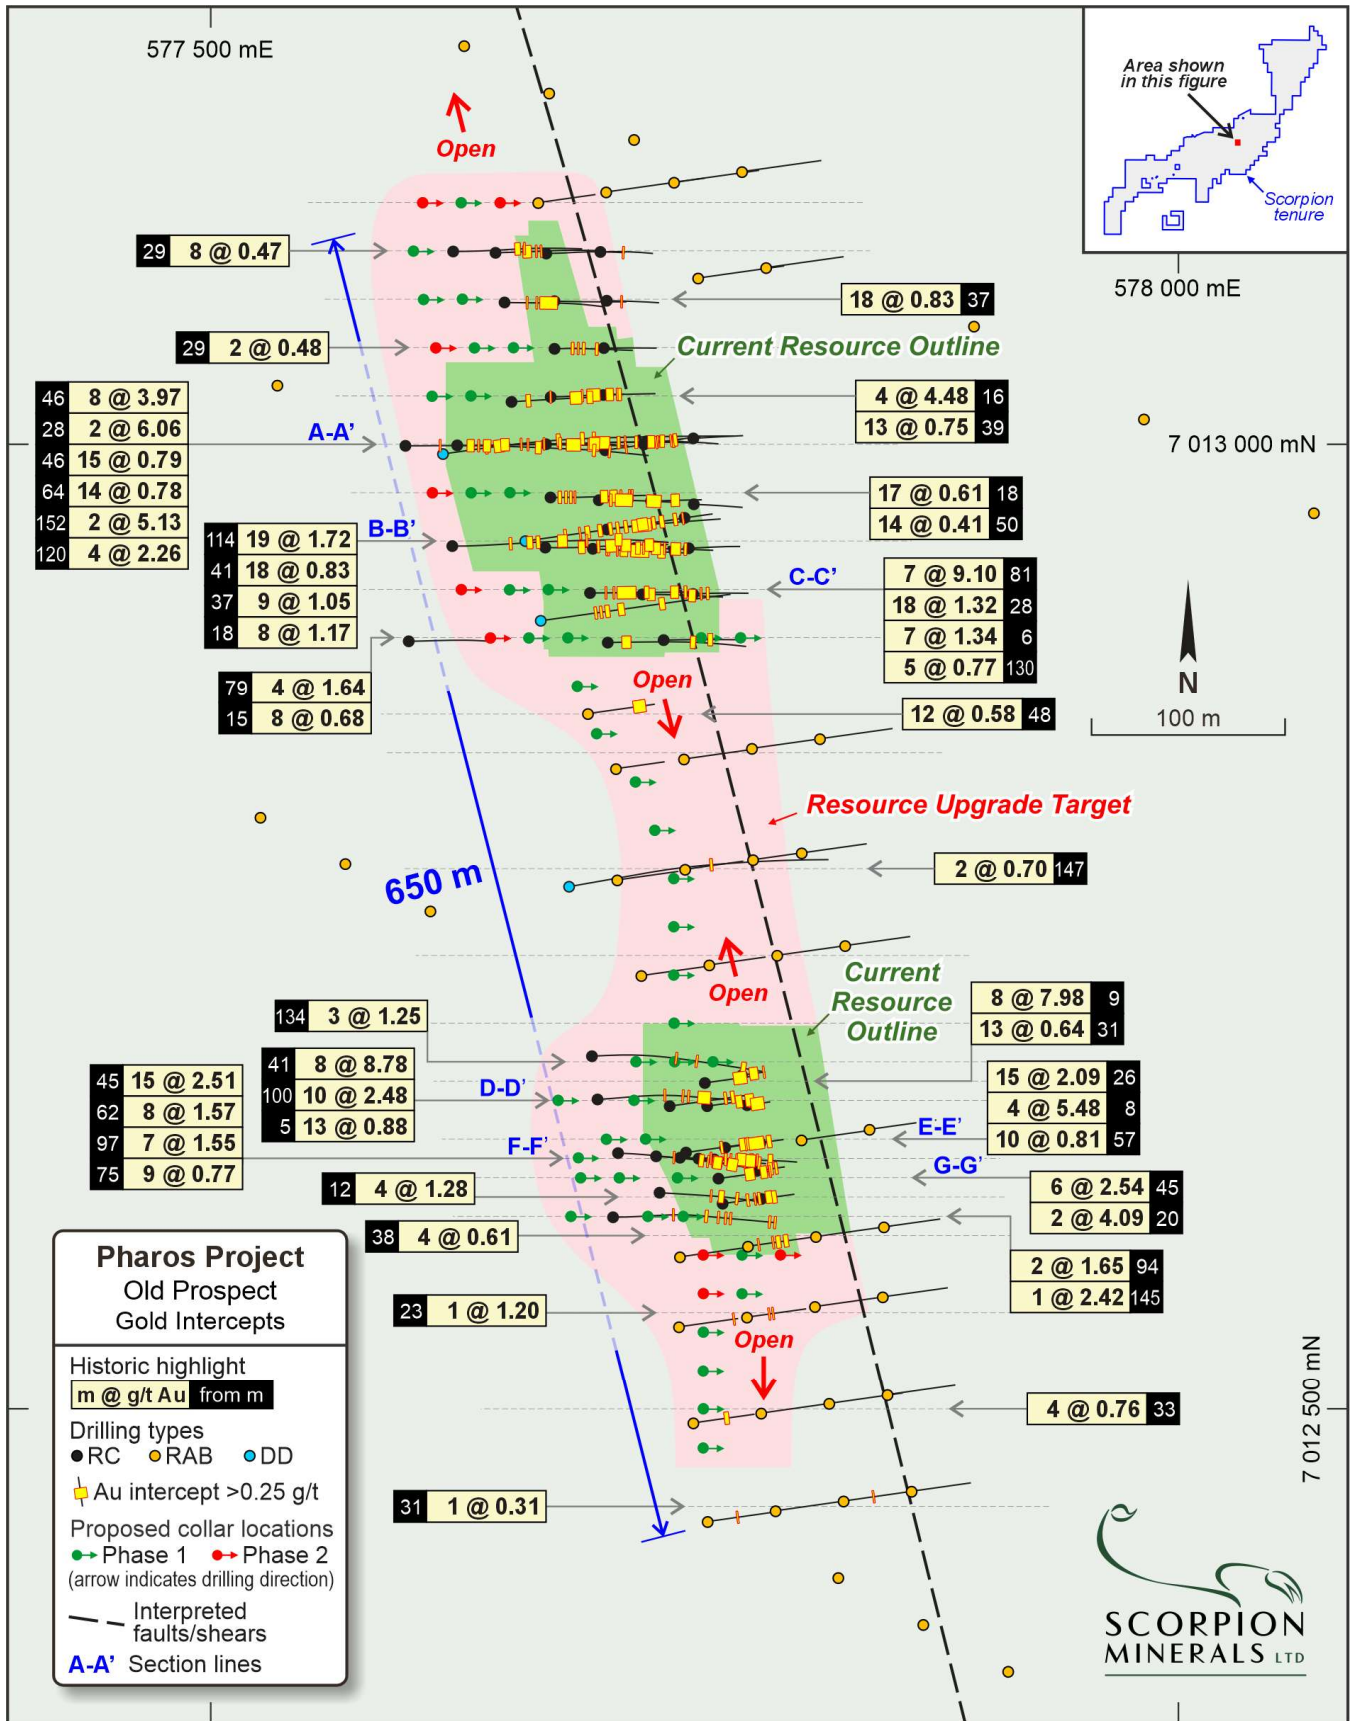 577 500 mE
Area shown
in this figure
Scorpion
tenure
578 000 mE
Open
29 8 @ 0.47
18 @ 0.83 37
29 2 @ 0.48
Current Resource Outline
46 8 @ 3.97
28 2 @ 6.06
46 15 @ 0.79
64 14 @ 0.78
152 2 @ 5.13
120 4 @ 2.26
A-A’
4 @ 4.48 16
13 @ 0.75 39
7 013 000 mN
17 @ 0.61 18
14 @ 0.41 50
B-B’
114 19 @ 1.72
41 18 @ 0.83
37 9 @ 1.05
18 8 @ 1.17
C-C’
7 @ 9.10 81
18 @ 1.32 28
7 @ 1.34 6
5 @ 0.77 130
79 4 @ 1.64
15 8 @ 0.68
Open
12 @ 0.58 48
N
100 m
Resource Upgrade Target
650 m
2 @ 0.70 147
Open
Current
Resource
Outline
134 3 @ 1.25
8 @ 7.98 9
13 @ 0.64 31
41 8 @ 8.78
100 10 @ 2.48
5 13 @ 0.88
D-D’
45 15 @ 2.51
62 8 @ 1.57
97 7 @ 1.55
75 9 @ 0.77
15 @ 2.09 26
4 @ 5.48 8
10 @ 0.81 57
E-E’
F-F’
G-G’
12 4 @ 1.28
6 @ 2.54 45
2 @ 4.09 20
38 4 @ 0.61
2 @ 1.65 94
1 @ 2.42 145
23 1 @ 1.20
Open
4 @ 0.76 33
7 012 500 mN
31 1 @ 0.31
Pharos Project
Old Prospect
Gold Intercepts
Historic highlight
m @ g/t Au from m
Drilling types
RC RAB DD
Au intercept >0.25 g/t
Proposed collar locations
Phase 1 Phase 2
(arrow indicates drilling direction)
Interpreted
faults/shears
A-A’ Section lines
SCORPION
MINERALS LTD